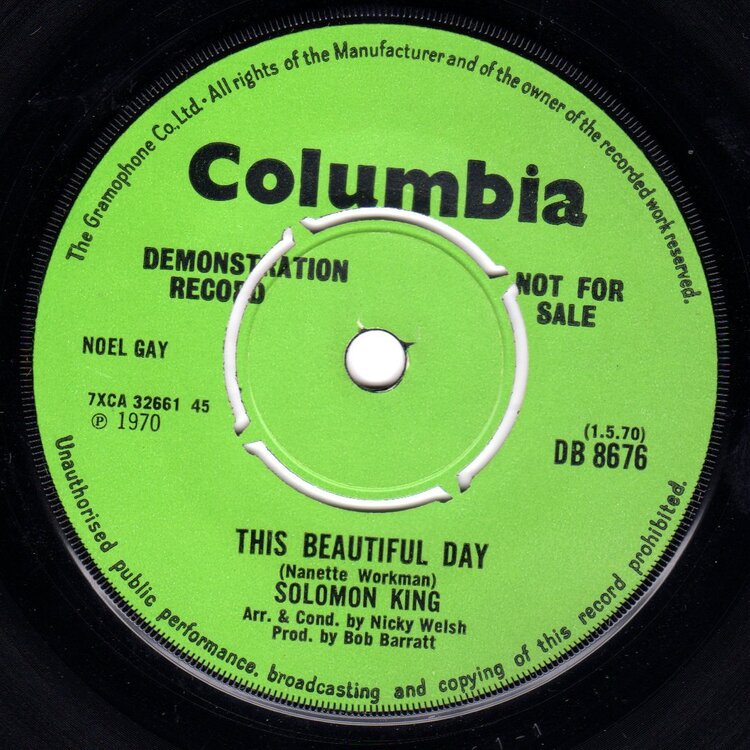 The Gramophone Co., Ltd. · All rights of the Manufacturer and of the owner of the recorded work reserved.
Columbia
DEMONSTRATION
RECORD
NOT FOR
SALE
NOEL GAY
7XCA 32661 45
℗ 1970
(1.5.70)
DB 8676
THIS BEAUTIFUL DAY
(Nanette Workman)
SOLOMON KING
Arr. & Cond. by Nicky Welsh
Prod. by Bob Barratt
Unauthorised public performance, broadcasting and copying of this record prohibited.